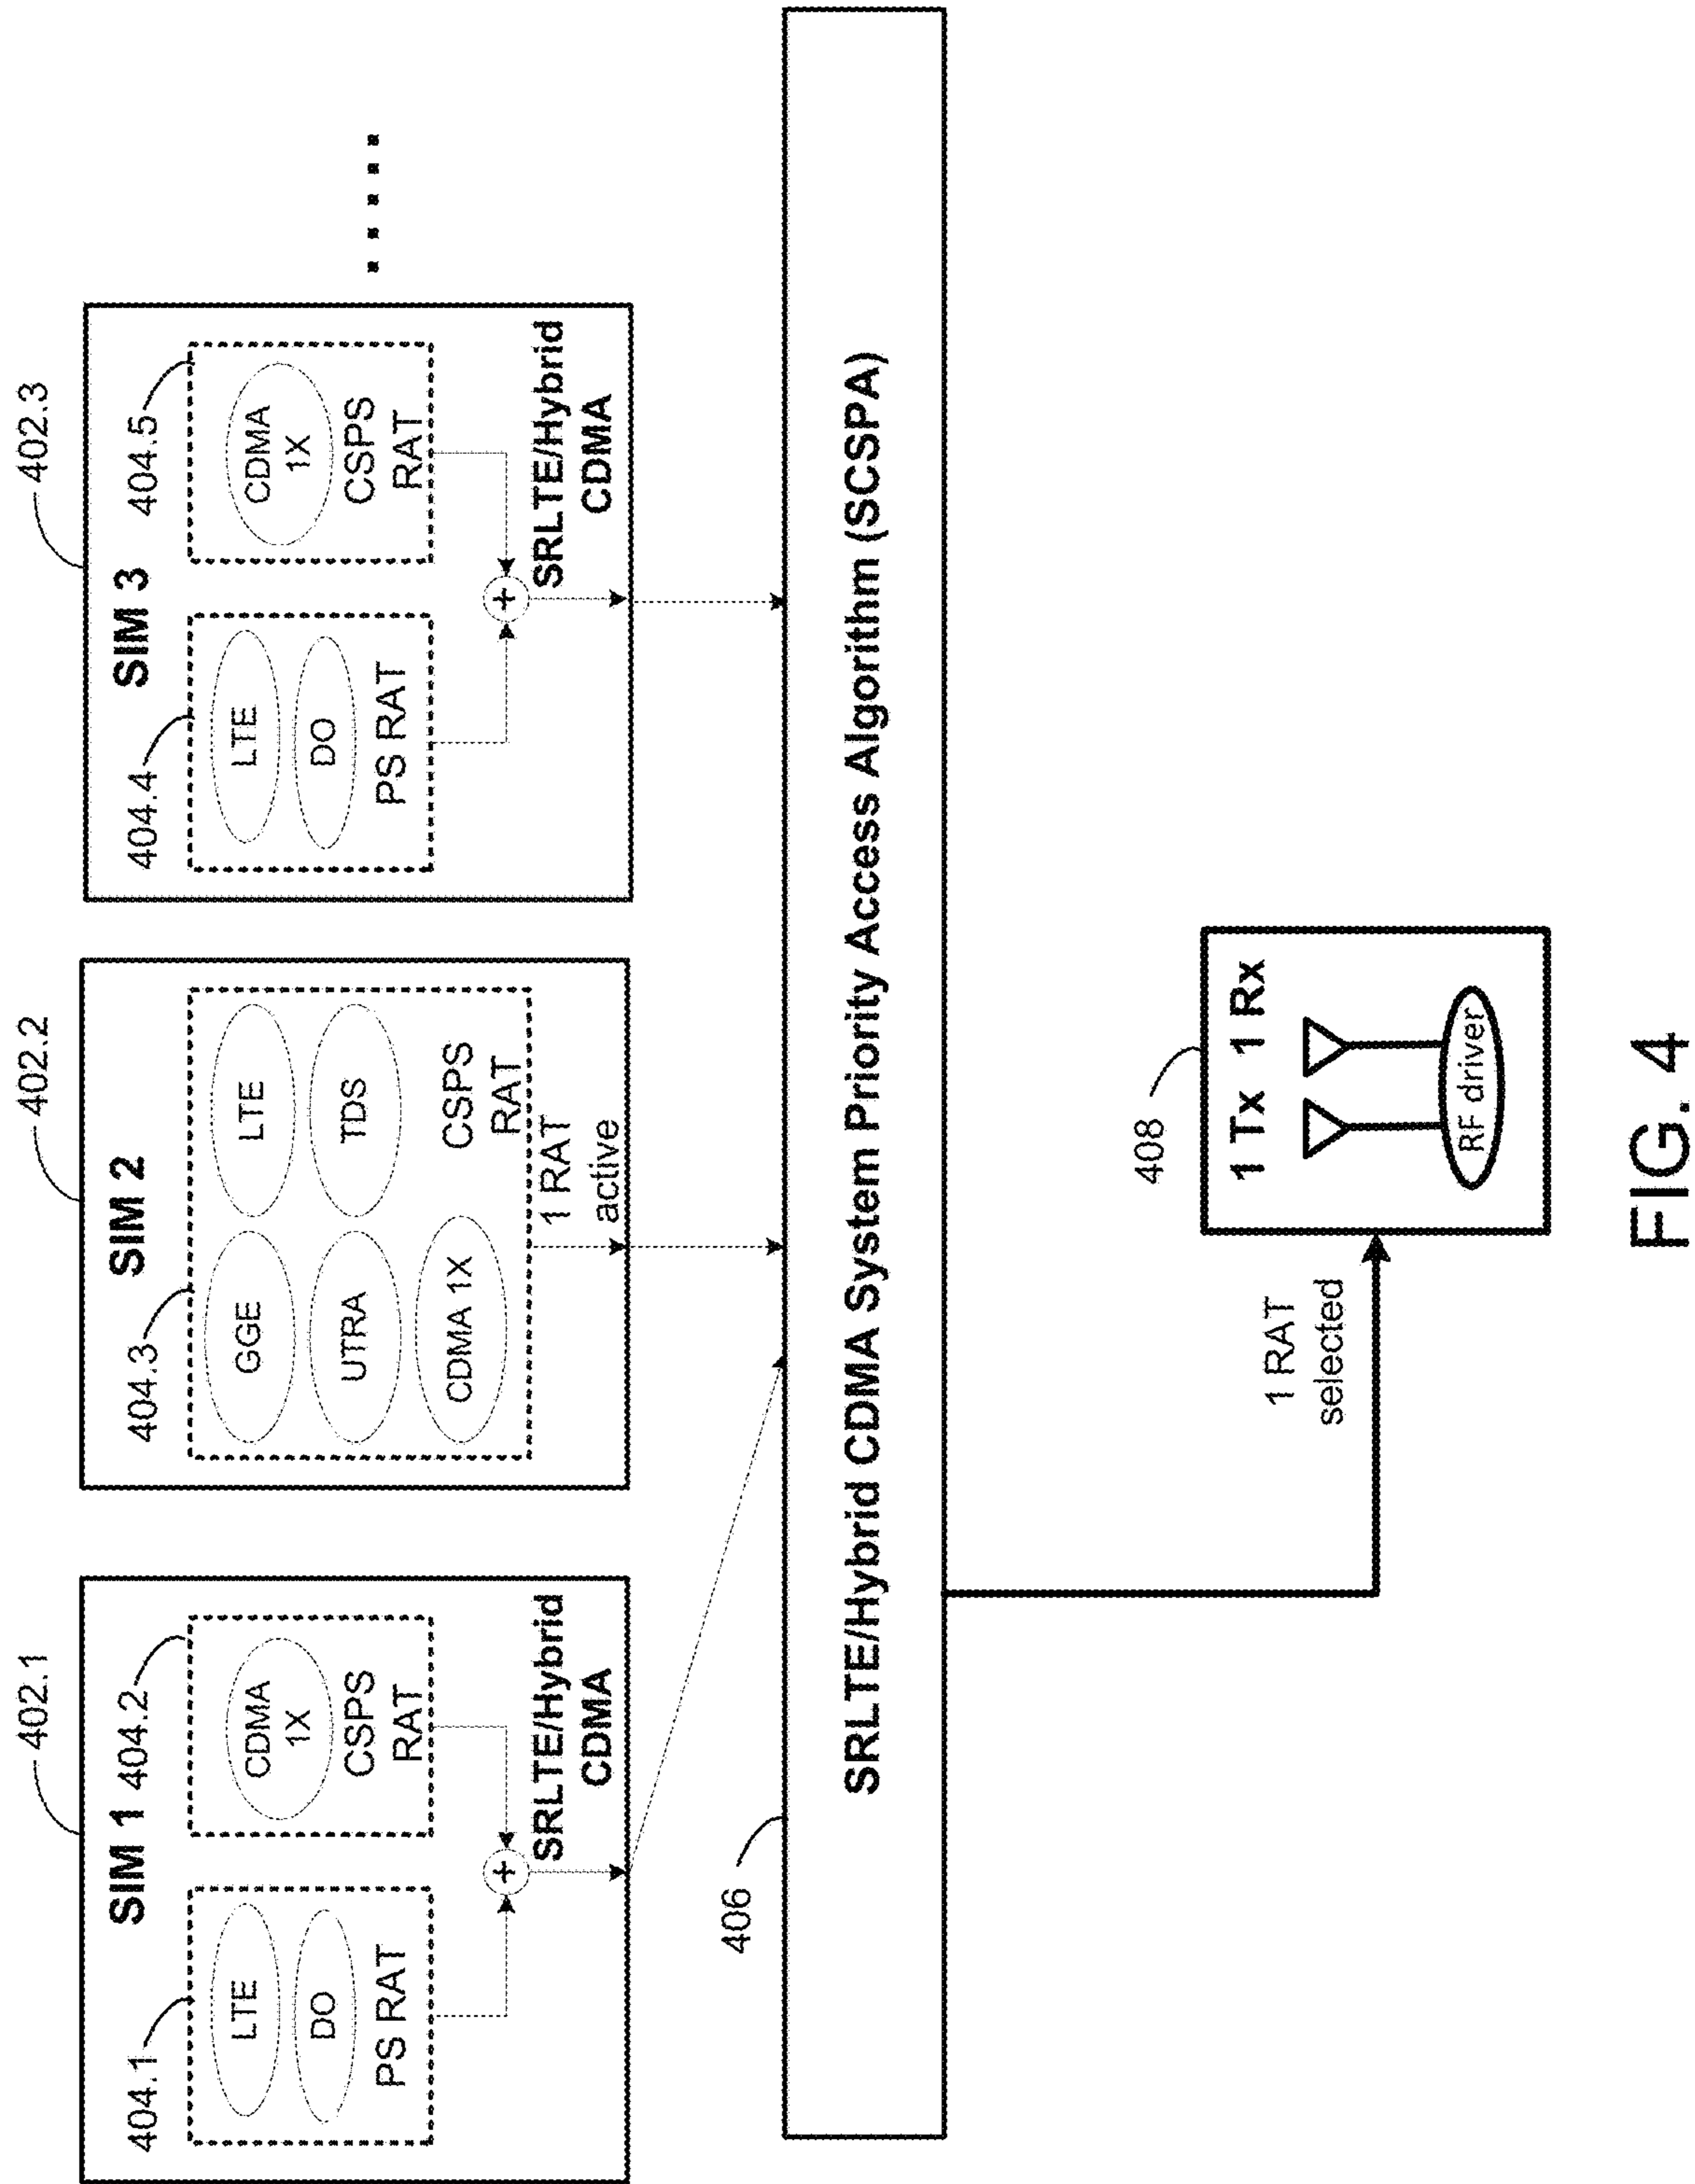 402.1
SIM 1
404.1
404.2
LTE
DO
PS RAT
CDMA
1X
CSPS
RAT
+
SRLTE/Hybrid
CDMA
402.2
SIM 2
404.3
GGE
LTE
UTRA
TDS
CDMA 1X
CSPS
RAT
1 RAT
active
402.3
SIM 3
404.4
404.5
LTE
DO
PS RAT
CDMA
1X
CSPS
RAT
+
SRLTE/Hybrid
CDMA
406
SRLTE/Hybrid CDMA System Priority Access Algorithm (SCSPA)
1 RAT
selected
408
1 Tx 1 Rx
RF driver
FIG. 4